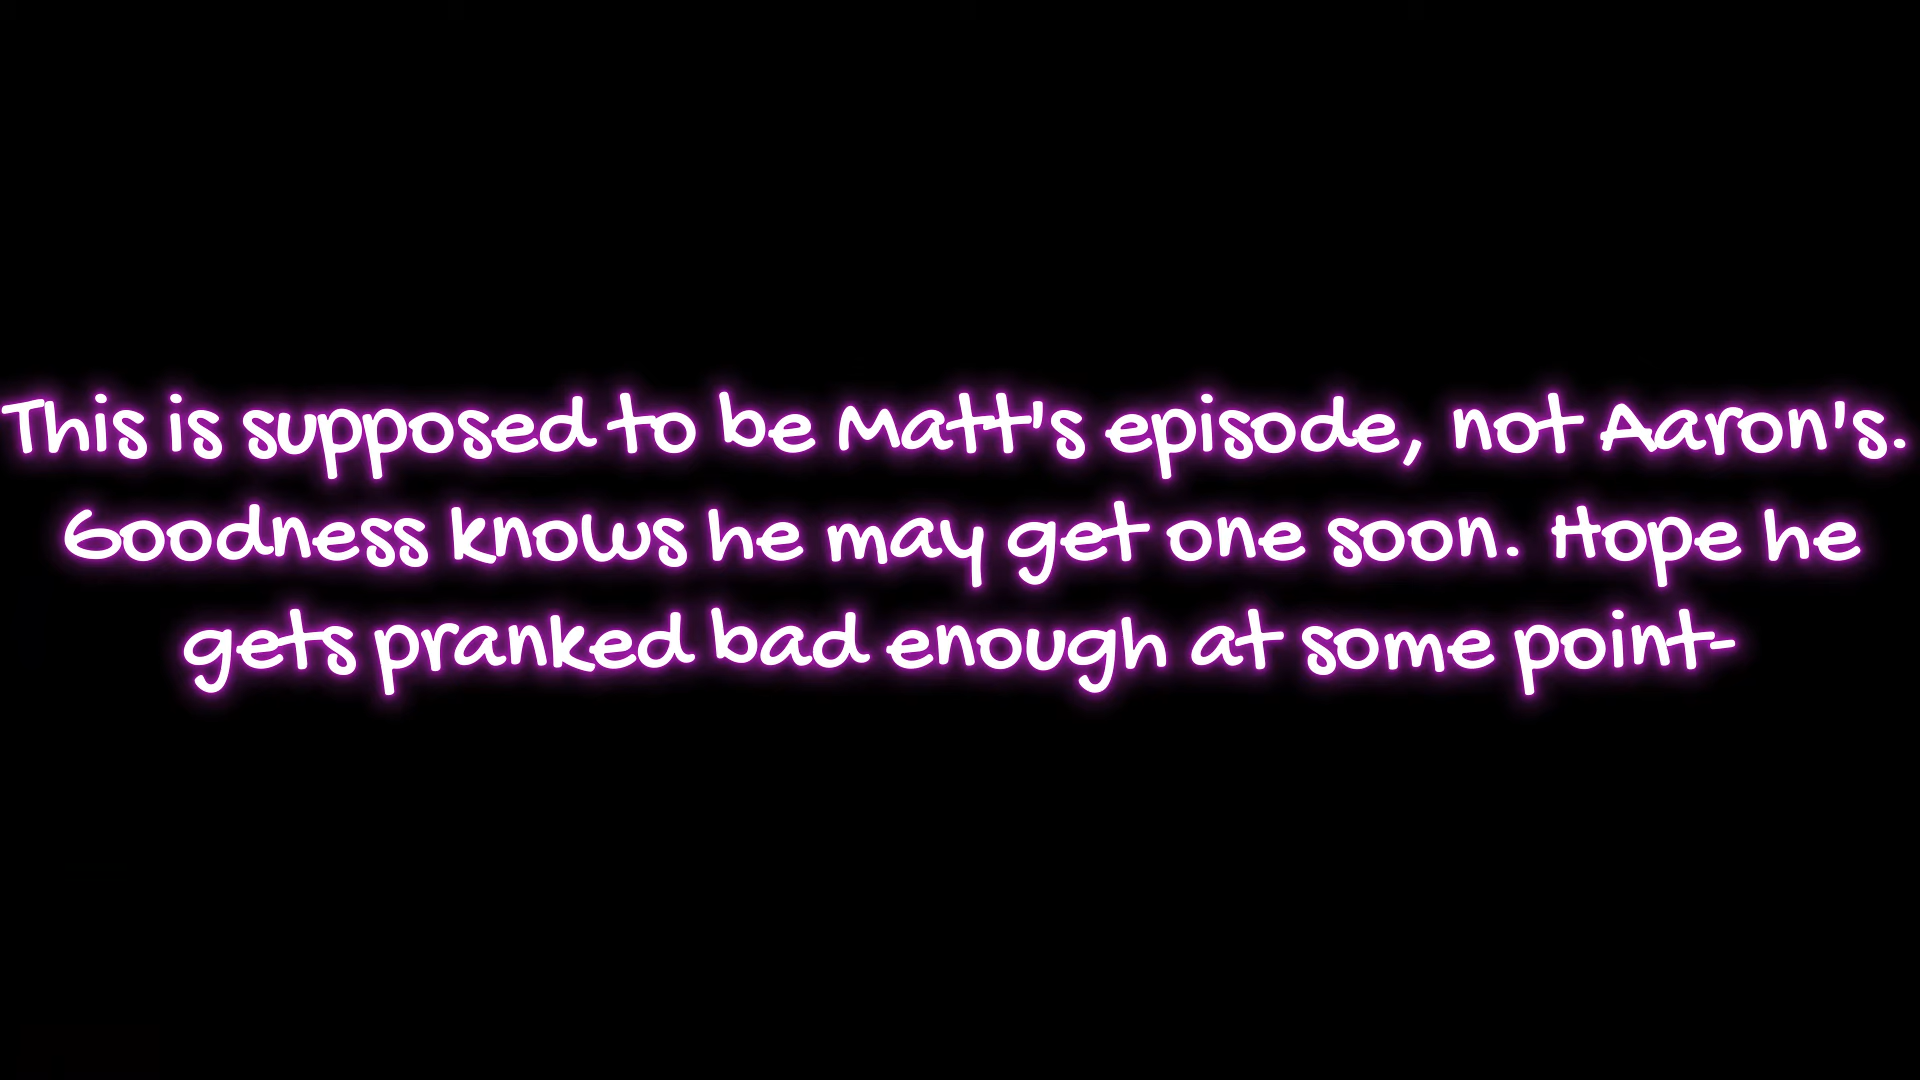 This is supposed to be Matt's episode, not Aaron's.
Goodness knows he may get one soon. Hope he
gets pranked bad enough at some point-